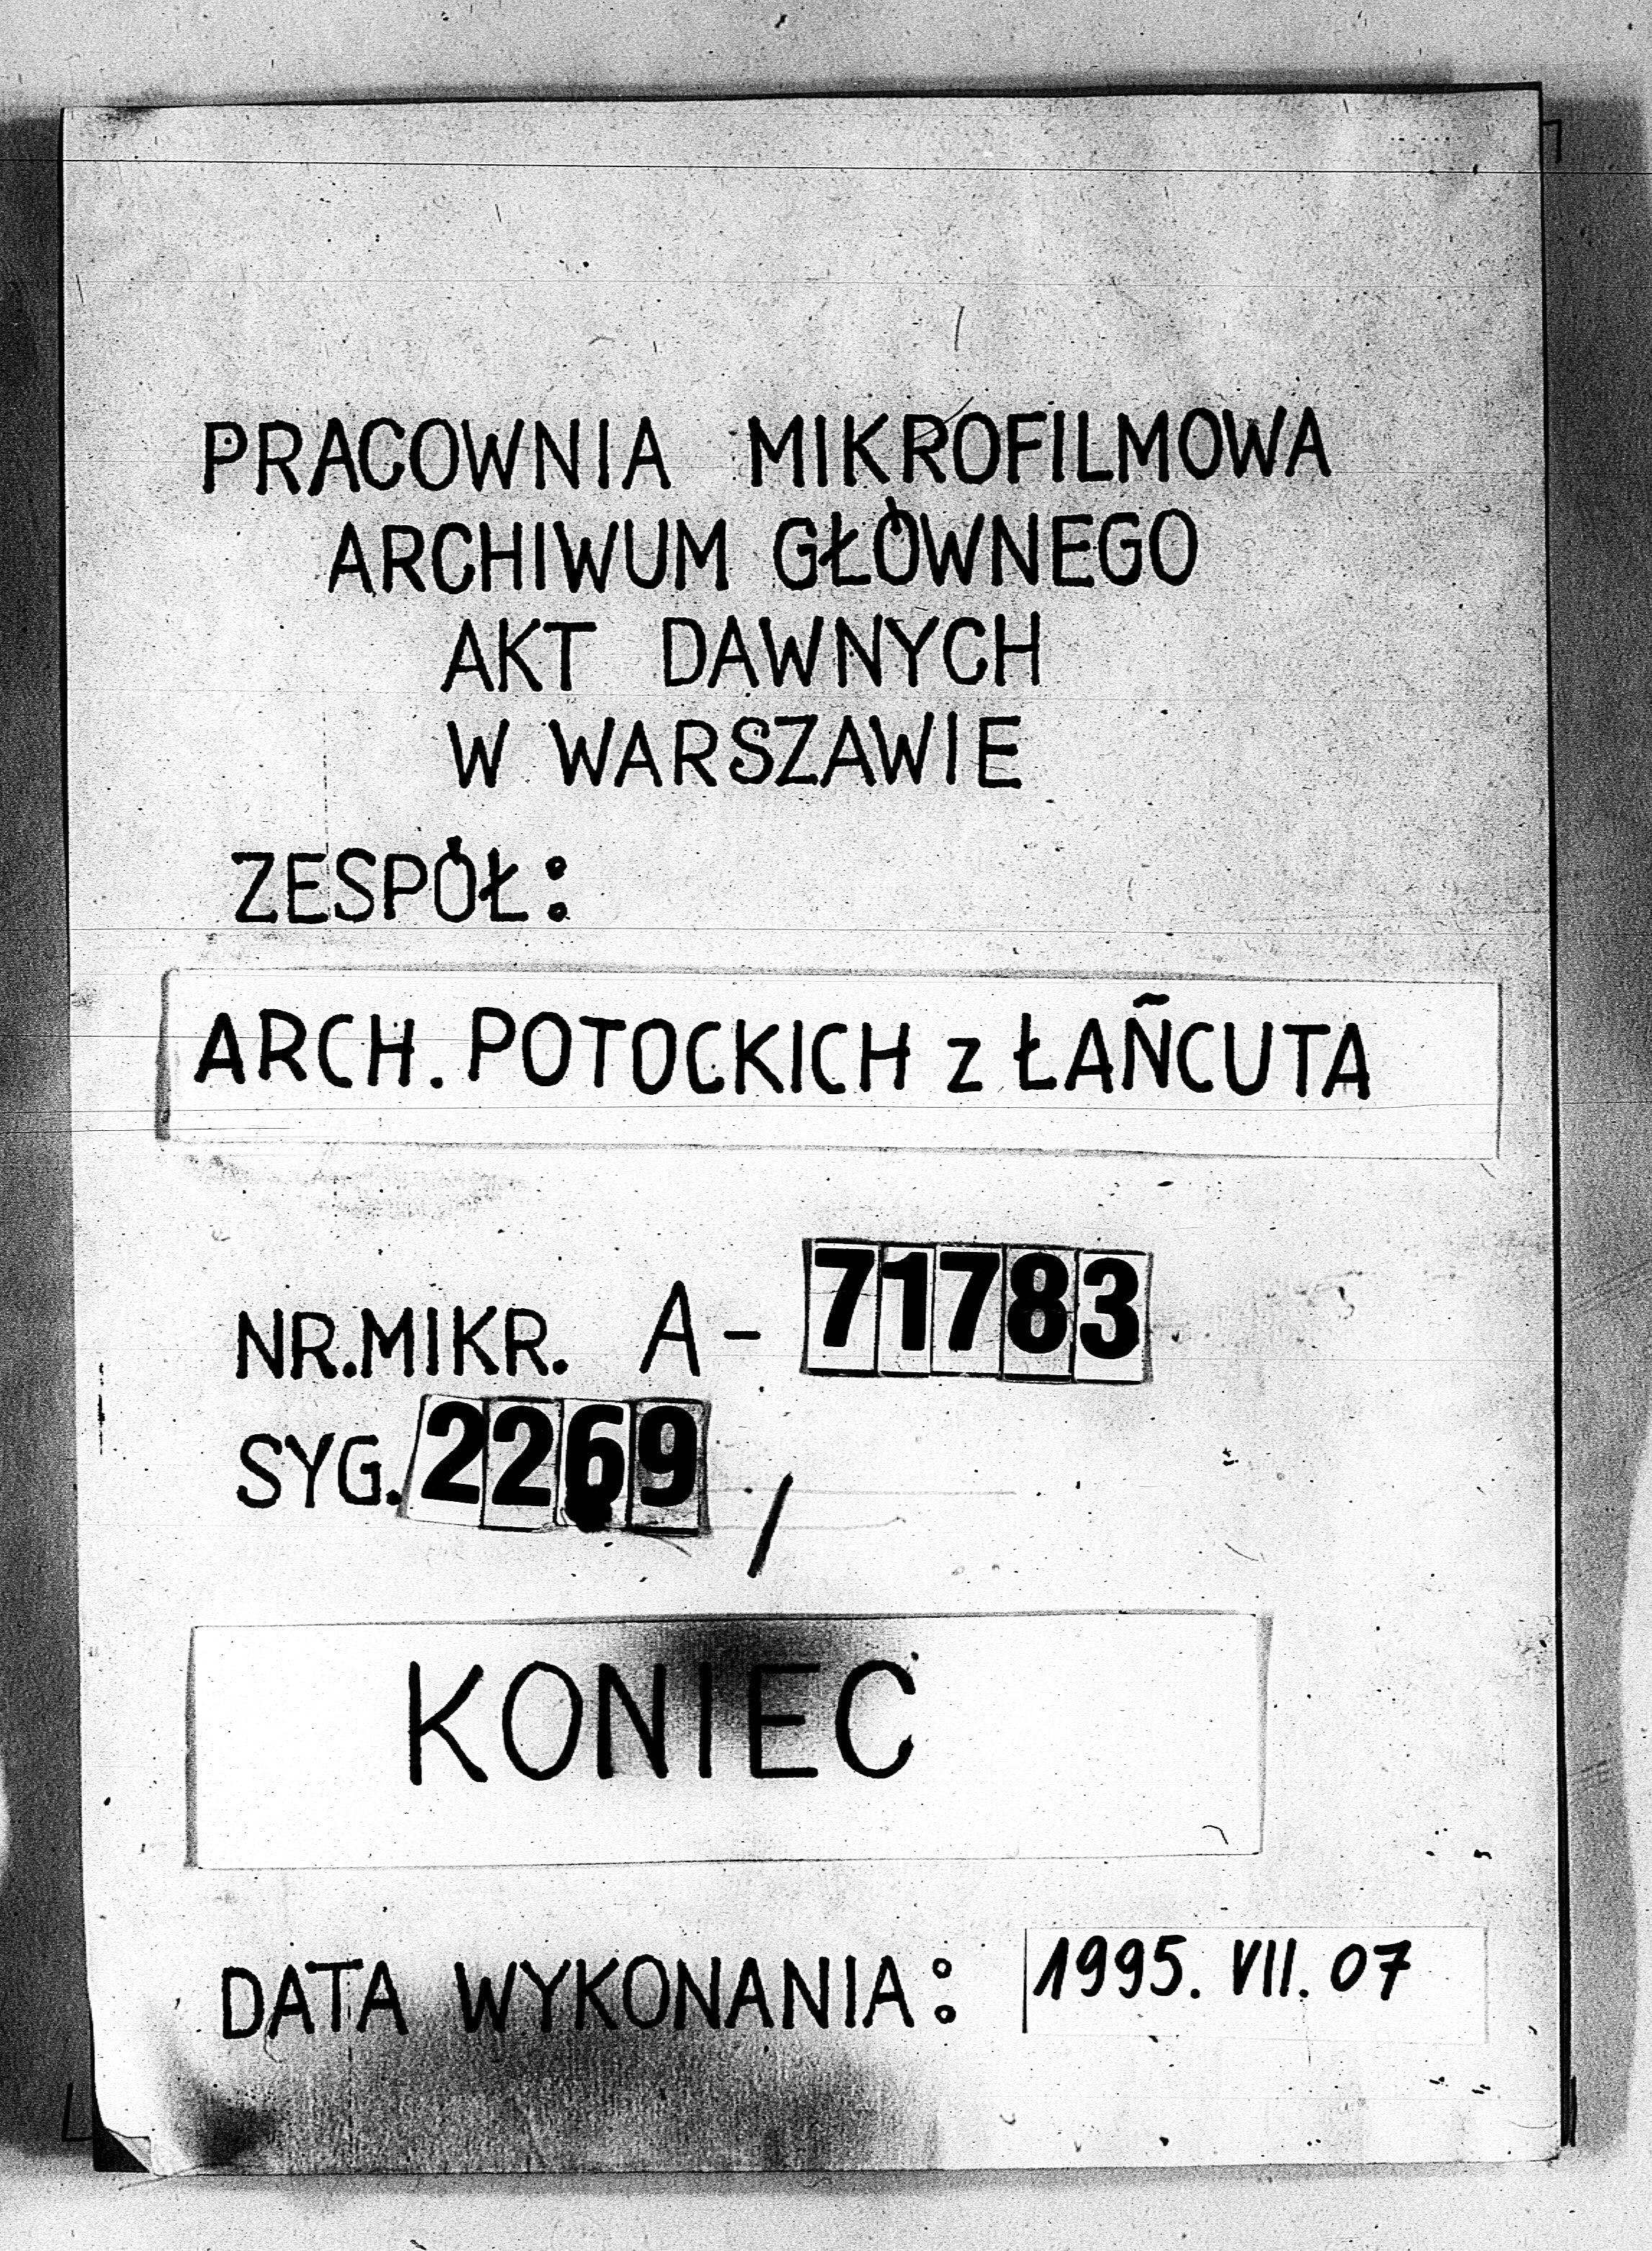 PRACOWNIA MIKROFILMOWA
ARCHIWUM GŁÓWNEGO
AKT DAWNYCH
W WARSZAWIE
ZESPÓŁ:
ARCH. POTOCKICH z ŁAÑCUTA
NR.MIKR. A-71783
SYG. 2269 /
KONIEC
DATA WYKONANIA: 1995. VII. 07